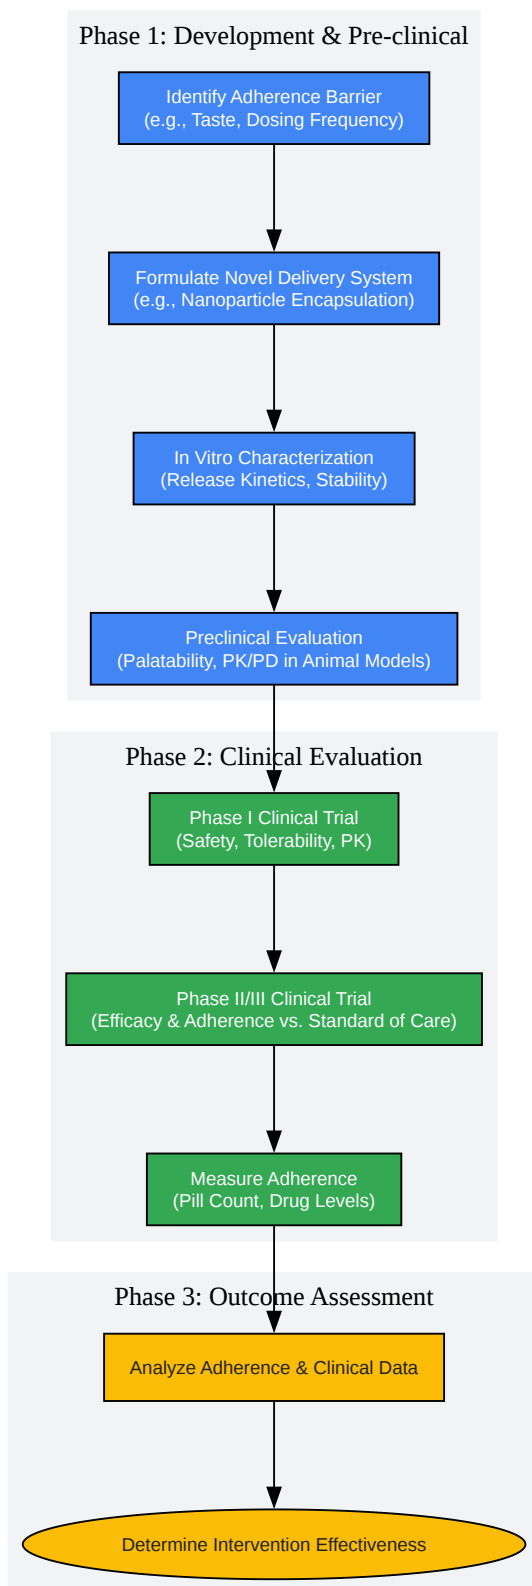 Phase 1: Development & Pre-clinical
Identify Adherence Barrier
(e.g., Taste, Dosing Frequency)
Formulate Novel Delivery System
(e.g., Nanoparticle Encapsulation)
In Vitro Characterization
(Release Kinetics, Stability)
Preclinical Evaluation
(Palatability, PK/PD in Animal Models)
Phase 2: Clinical Evaluation
Phase I Clinical Trial
(Safety, Tolerability, PK)
Phase II/III Clinical Trial
(Efficacy & Adherence vs. Standard of Care)
Measure Adherence
(Pill Count, Drug Levels)
Phase 3: Outcome Assessment
Analyze Adherence & Clinical Data
Determine Intervention Effectiveness